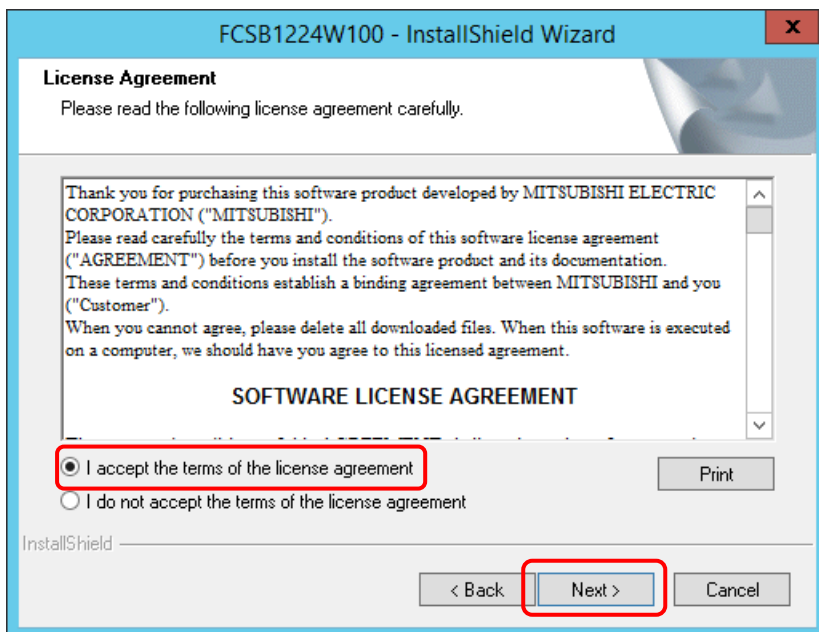 FCSB1224W100 - InstallShield Wizard
x
License Agreement
Please read the following license agreement carefully.
Thank you for purchasing this software product developed by MITSUBISHI ELECTRIC
CORPORATION ("MITSUBISHI").
Please read carefully the terms and conditions of this software license agreement
("AGREEMENT") before you install the software product and its documentation.
These terms and conditions establish a binding agreement between MITSUBISHI and you
("Customer").
When you cannot agree, please delete all downloaded files. When this software is executed
on a computer, we should have you agree to this licensed agreement.
SOFTWARE LICENSE AGREEMENT
I accept the terms of the license agreement
Print
I do not accept the terms of the license agreement
InstallShield
< Back Next > Cancel